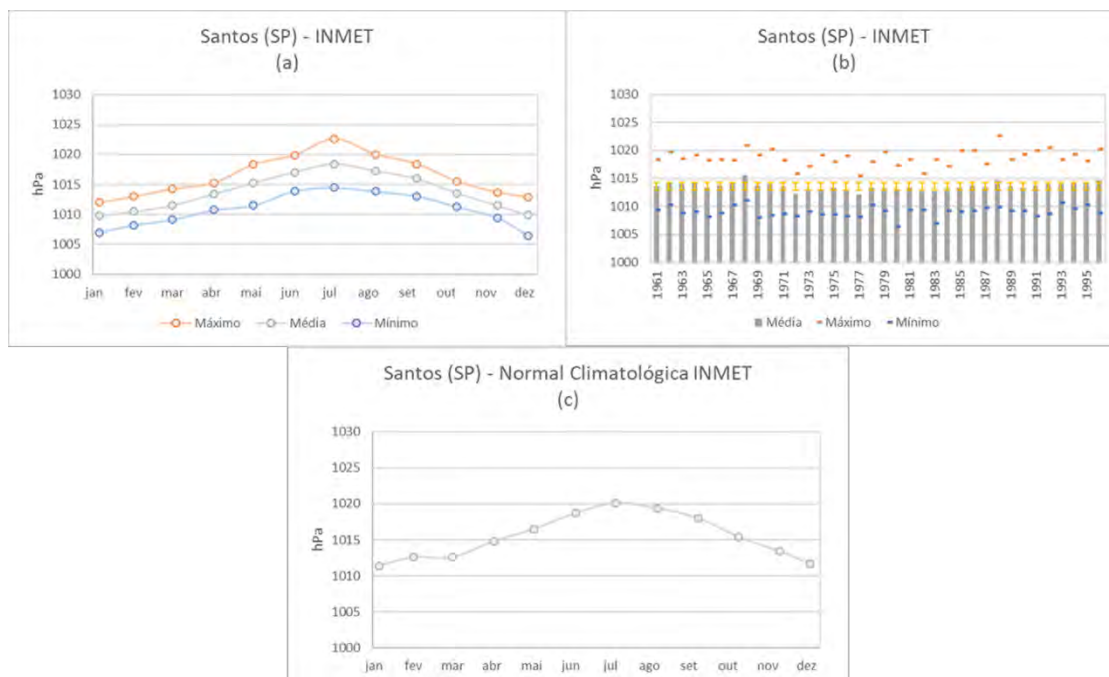 Santos (SP) - INMET
(a)
hPa
1030
1025
1020
1015
1010
1005
1000
jan fev mar abr mai jun jul ago set out nov dez
Máximo Média Mínimo
Santos (SP) - INMET
(b)
hPa
1030
1025
1020
1015
1010
1005
1000
1961 1963 1965 1967 1969 1971 1973 1975 1977 1979 1981 1983 1985 1987 1989 1991 1993 1995
Média Máximo Mínimo
Santos (SP) - Normal Climatológica INMET
(c)
hPa
1030
1025
1020
1015
1010
1005
1000
jan fev mar abr mai jun jul ago set out nov dez